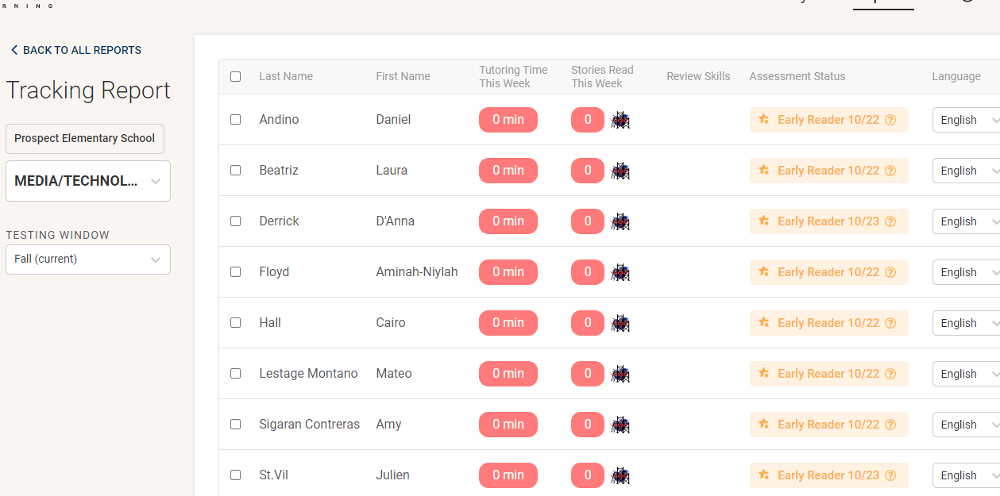 R N I N G
BACK TO ALL REPORTS
Tracking Report
Prospect Elementary School
MEDIA/TECHNOL...
TESTING WINDOW
Fall (current)
Last Name First Name Tutoring Time This Week Stories Read This Week Review Skills Assessment Status Language
Andino Daniel 0 min 0 Early Reader 10/22 ? English
Beatriz Laura 0 min 0 Early Reader 10/22 ? English
Derrick D'Anna 0 min 0 Early Reader 10/23 ? English
Floyd Aminah-Niylah 0 min 0 Early Reader 10/22 ? English
Hall Cairo 0 min 0 Early Reader 10/22 ? English
Lestage Montano Mateo 0 min 0 Early Reader 10/22 ? English
Sigaran Contreras Amy 0 min 0 Early Reader 10/22 ? English
St.Vil Julien 0 min 0 Early Reader 10/23 ? English